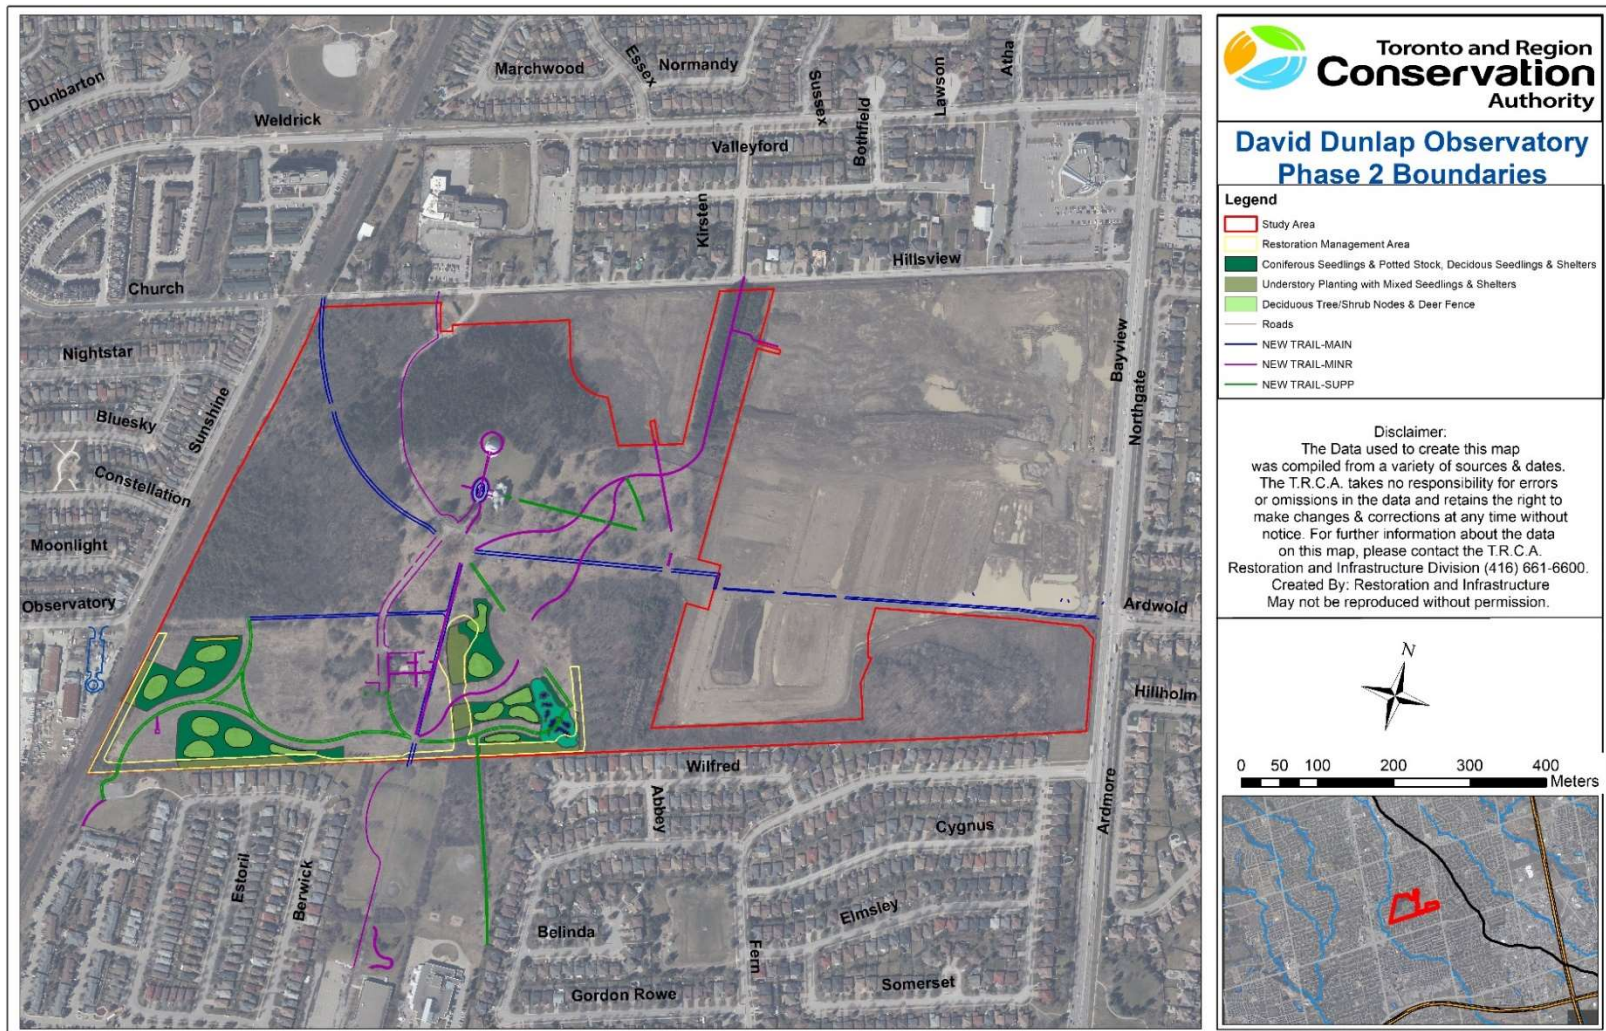 Dunbarton
Marchwood
Essex
Normandy
Sussex
Bothfield
Lawson
Atha
Weldrick
Valleyford
Kirsten
Hillsview
Church
Nightstar
Bluesky
Sunshine
Constellation
Moonlight
Observatory
Bayview
Northgate
Ardwold
Hillholm
Ardmore
Wilfred
Abbey
Cygnus
Estoril
Berwick
Elmsley
Belinda
Fern
Somerset
Gordon Rowe
Toronto and Region
Conservation
Authority
David Dunlap Observatory
Phase 2 Boundaries
Legend
Study Area
Restoration Management Area
Coniferous Seedlings & Potted Stock, Decidous Seedlings & Shelters
Understory Planting with Mixed Seedlings & Shelters
Deciduous Tree/Shrub Nodes & Deer Fence
Roads
NEW TRAIL-MAIN
NEW TRAIL-MINR
NEW TRAIL-SUPP
Disclaimer:
The Data used to create this map
was compiled from a variety of sources & dates.
The T.R.C.A. takes no responsibility for errors
or omissions in the data and retains the right to
make changes & corrections at any time without
notice. For further information about the data
on this map, please contact the T.R.C.A.
Restoration and Infrastructure Division (416) 661-6600.
Created By: Restoration and Infrastructure
May not be reproduced without permission.
N
0 50 100 200 300 400
Meters